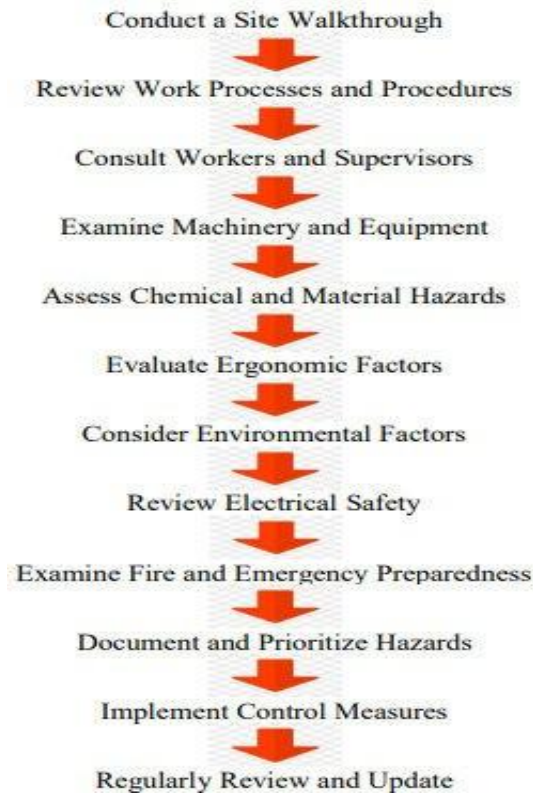 Conduct a Site Walkthrough
Review Work Processes and Procedures
Consult Workers and Supervisors
Examine Machinery and Equipment
Assess Chemical and Material Hazards
Evaluate Ergonomic Factors
Consider Environmental Factors
Review Electrical Safety
Examine Fire and Emergency Preparedness
Document and Prioritize Hazards
Implement Control Measures
Regularly Review and Update